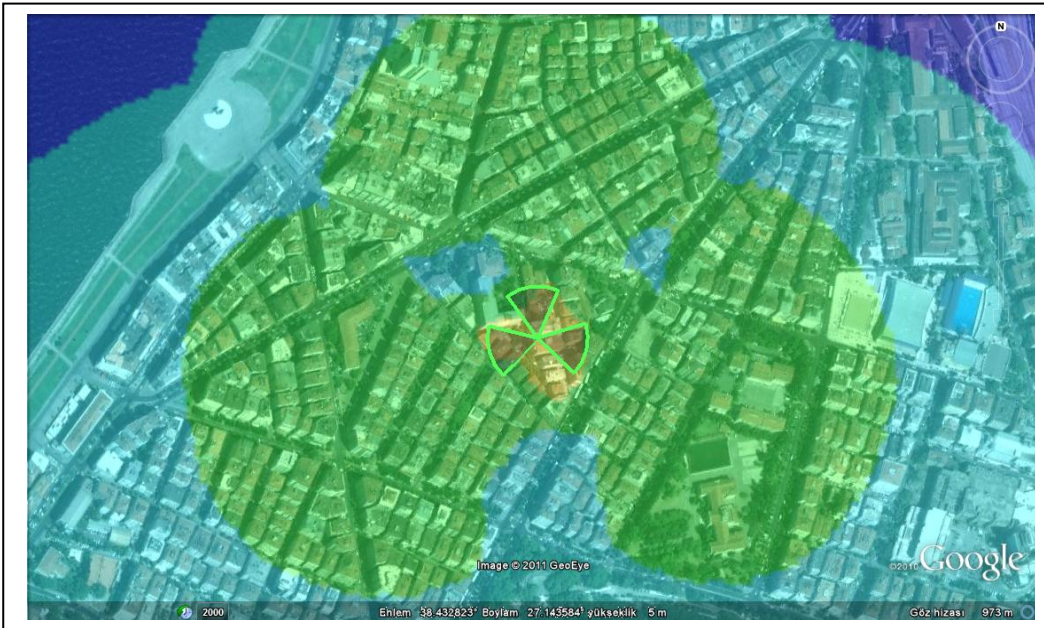 N
Image © 2011 GeoEye
©2010 Google
2000
Enlem 38.432823° Boylam 27.143584° yükseklik 5 m
Göz hizası 973 m